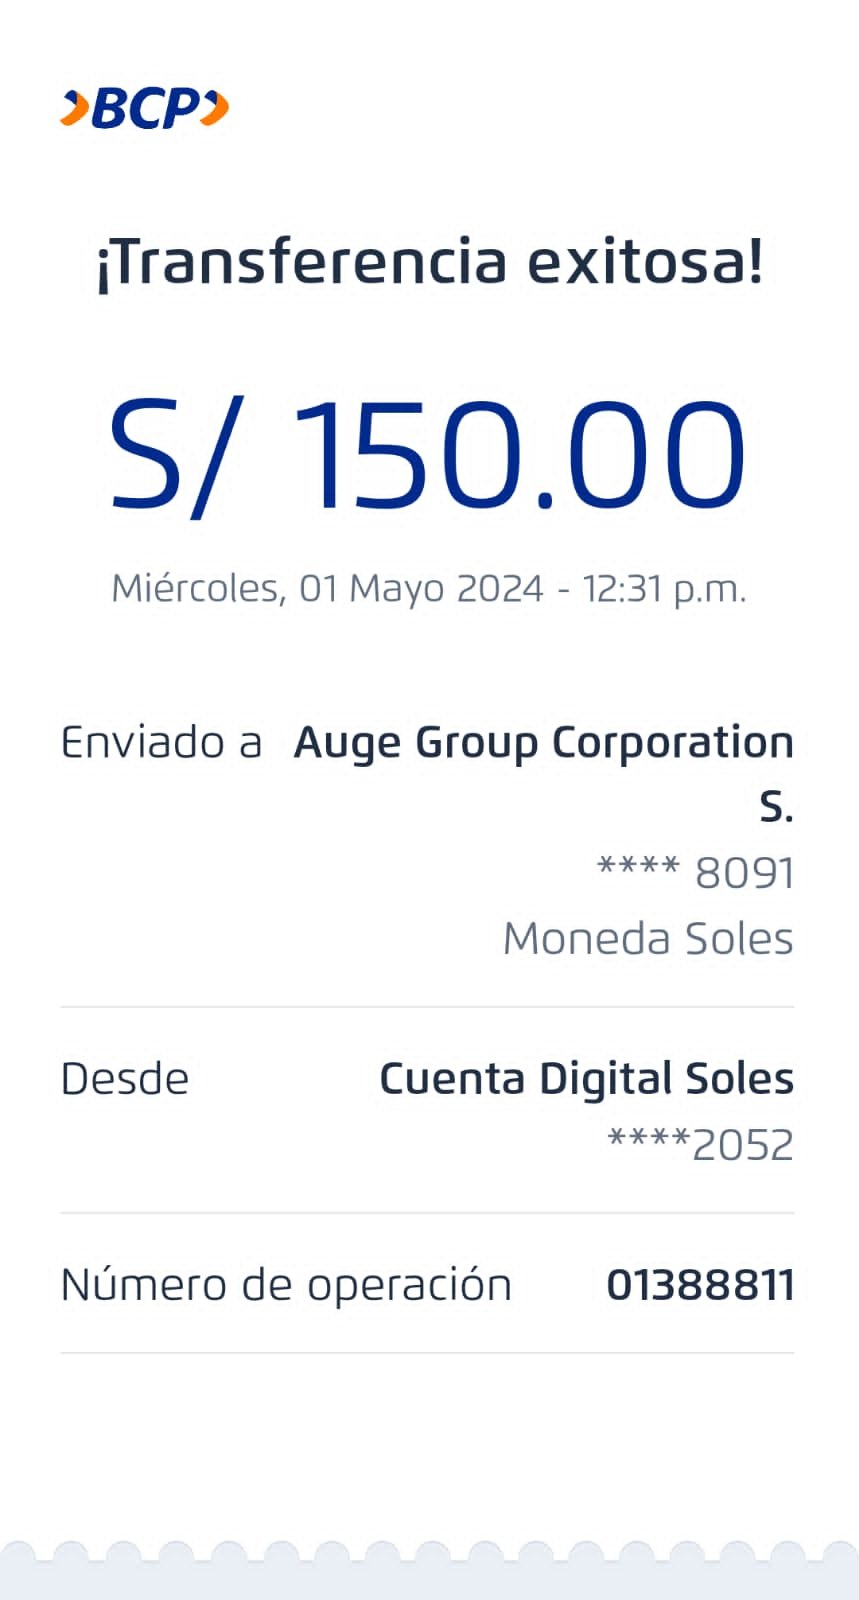 BCP
¡Transferencia exitosa!
S/ 150.00
Miércoles, 01 Mayo 2024 - 12:31 p.m.
Enviado a Auge Group Corporation
S.
**** 8091
Moneda Soles
Desde Cuenta Digital Soles
****2052
Número de operación 01388811